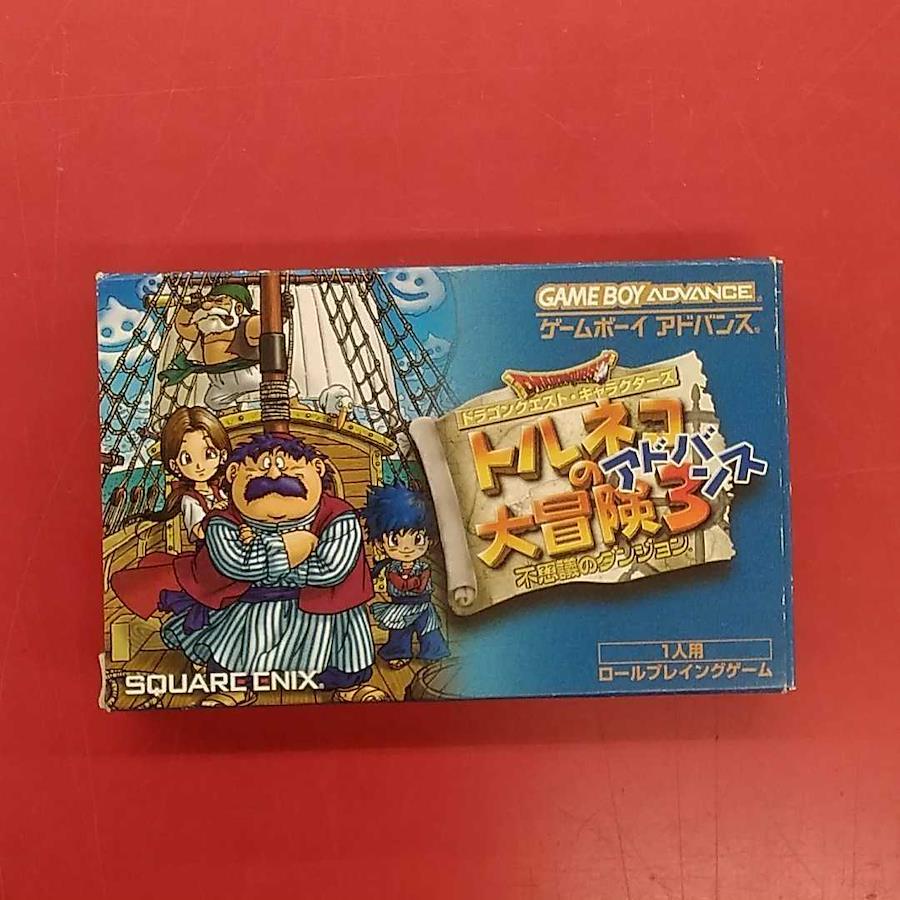 GAME BOY ADVANCE
ゲームボーイ アドバンス
DRAGON QUEST
ドラゴンクエスト・キャラクターズ
トルネコ
の
大冒険3
アドバンス
不思議のダンジョン
1人用
ロールプレイングゲーム
SQUARE ENIX